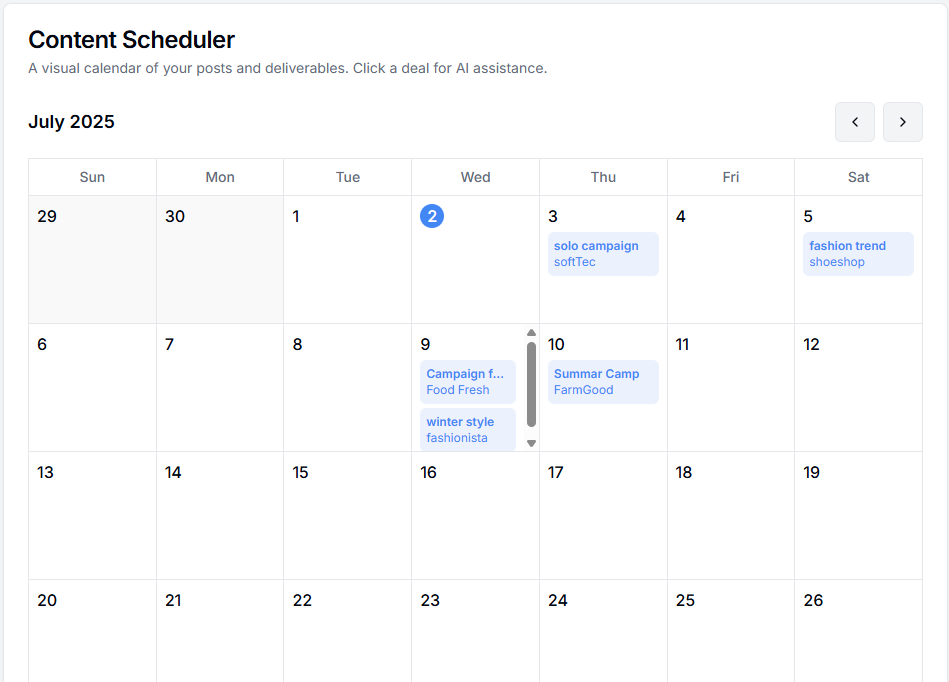 Content Scheduler
A visual calendar of your posts and deliverables. Click a deal for AI assistance.
July 2025
Sun Mon Tue Wed Thu Fri Sat
29 30 1 2 3 4 5
solo campaign fashion trend
softTec shoeshop
6 7 8 9 10 11 12
Campaign f... Summar Camp
Food Fresh FarmGood
winter style
fashionista
13 14 15 16 17 18 19
20 21 22 23 24 25 26